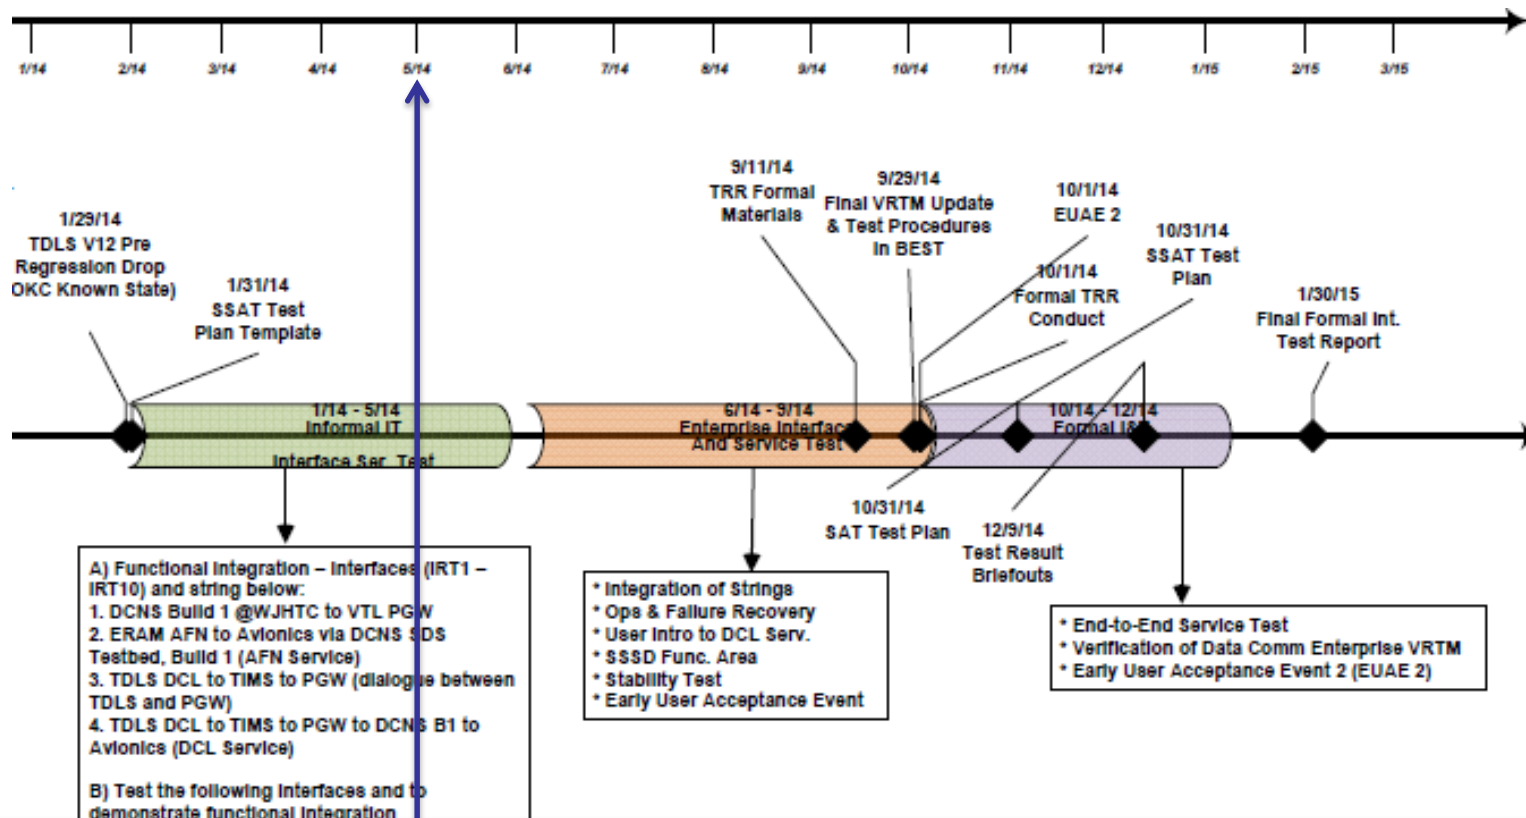 1/14
2/14
3/14
4/14
5/14
6/14
7/14
8/14
9/14
10/14
11/14
12/14
1/15
2/15
3/15
1/29/14
TDLS V12 Pre
Regression Drop
OKC Known State)
1/31/14
SSAT Test
Plan Template
9/11/14
TRR Formal
Materials
9/29/14
Final VRTM Update
& Test Procedures
in BEST
10/1/14
EUAE 2
10/1/14
Formal TRR
Conduct
10/31/14
SSAT Test
Plan
1/30/15
Final Formal Int.
Test Report
1/14 - 5/14
Informal IT
Interface Ser. Test
6/14 - 9/14
Enterprise Interface
And Service Test
10/14 - 12/14
Formal
10/31/14
SAT Test Plan
12/9/14
Test Result
Briefouts
A) Functional Integration – Interfaces (IRT1 –
IRT10) and string below:
1. DCNS Build 1 @WJHTC to VTL PGW
2. ERAM AFN to Avionics via DCNS SDS
Testbed, Build 1 (AFN Service)
3. TDLS DCL to TIMS to PGW (dialogue between
TDLS and PGW)
4. TDLS DCL to TIMS to PGW to DCNS B1 to
Avionics (DCL Service)
B) Test the following interfaces and to
demonstrate functional integration
* Integration of Strings
* Ops & Failure Recovery
* User Intro to DCL Serv.
* SSSD Func. Area
* Stability Test
* Early User Acceptance Event
* End-to-End Service Test
* Verification of Data Comm Enterprise VRTM
* Early User Acceptance Event 2 (EUAE 2)